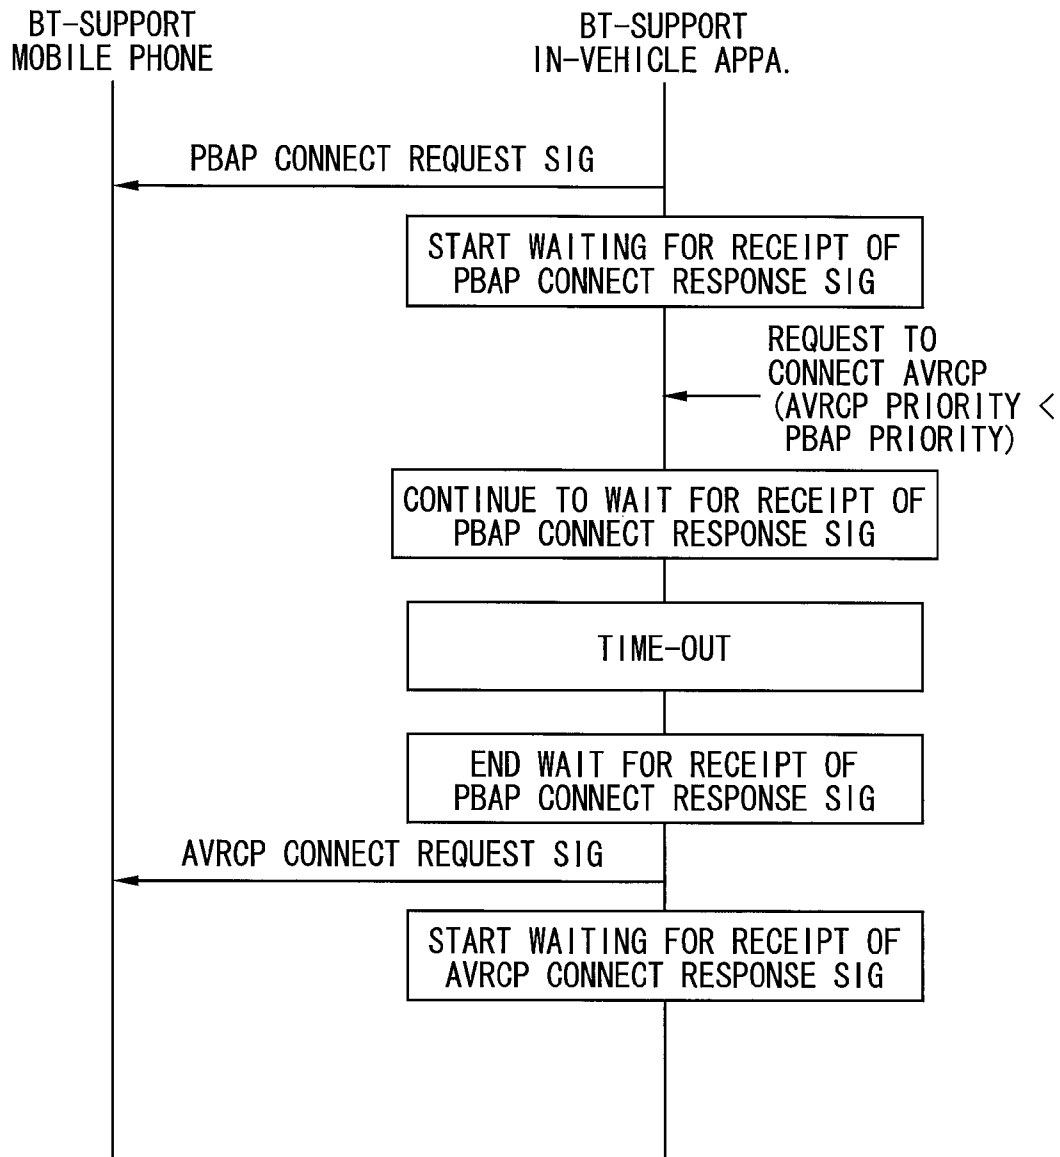 BT-SUPPORT
MOBILE PHONE
BT-SUPPORT
IN-VEHICLE APPA.
PBAP CONNECT REQUEST SIG
START WAITING FOR RECEIPT OF
PBAP CONNECT RESPONSE SIG
REQUEST TO
CONNECT AVRCP
(AVRCP PRIORITY <
PBAP PRIORITY)
CONTINUE TO WAIT FOR RECEIPT OF
PBAP CONNECT RESPONSE SIG
TIME-OUT
END WAIT FOR RECEIPT OF
PBAP CONNECT RESPONSE SIG
AVRCP CONNECT REQUEST SIG
START WAITING FOR RECEIPT OF
AVRCP CONNECT RESPONSE SIG